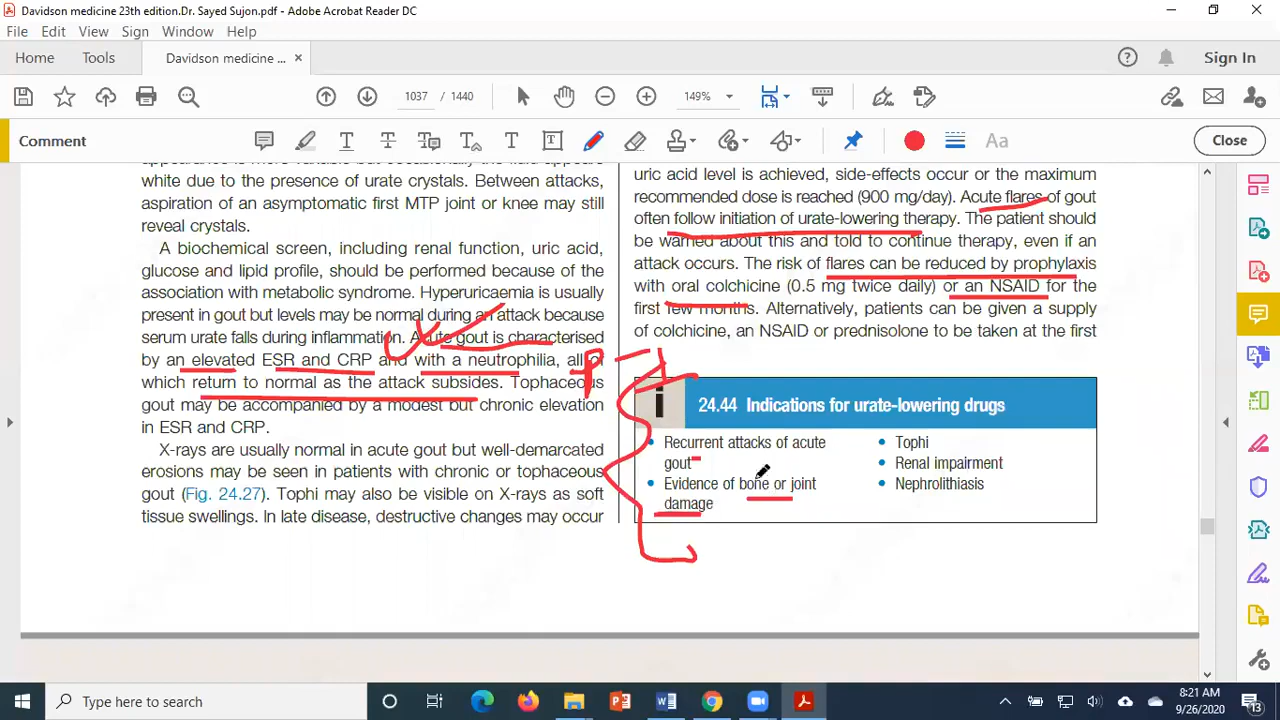 Davidson medicine 23th edition.Dr. Sayed Sujon.pdf - Adobe Acrobat Reader DC
File Edit View Sign Window Help
Home Tools Davidson medicine ... × Sign In
1037 / 1440 149%
Comment Aa Close
white due to the presence of urate crystals. Between attacks,
aspiration of an asymptomatic first MTP joint or knee may still
reveal crystals.
A biochemical screen, including renal function, uric acid,
glucose and lipid profile, should be performed because of the
association with metabolic syndrome. Hyperuricaemia is usually
present in gout but levels may be normal during an attack because
serum urate falls during inflammation. Acute gout is characterised
by an elevated ESR and CRP and with a neutrophilia, all of
which return to normal as the attack subsides. Tophaceous
gout may be accompanied by a modest but chronic elevation
in ESR and CRP.
X-rays are usually normal in acute gout but well-demarcated
erosions may be seen in patients with chronic or tophaceous
gout (Fig. 24.27). Tophi may also be visible on X-rays as soft
tissue swellings. In late disease, destructive changes may occur
uric acid level is achieved, side-effects occur or the maximum
recommended dose is reached (900 mg/day). Acute flares of gout
often follow initiation of urate-lowering therapy. The patient should
be warned about this and told to continue therapy, even if an
attack occurs. The risk of flares can be reduced by prophylaxis
with oral colchicine (0.5 mg twice daily) or an NSAID for the
first few months. Alternatively, patients can be given a supply
of colchicine, an NSAID or prednisolone to be taken at the first
i 24.44 Indications for urate-lowering drugs
• Recurrent attacks of acute
gout
• Evidence of bone or joint
damage
• Tophi
• Renal impairment
• Nephrolithiasis
Type here to search
8:21 AM
9/26/2020
13